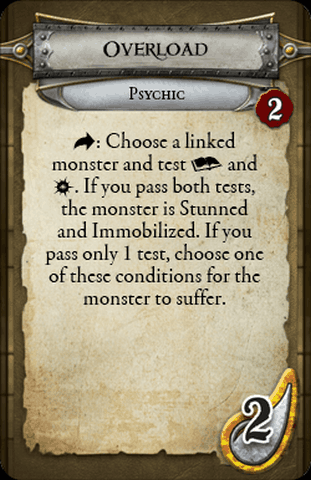 OVERLOAD
PSYCHIC
2
: Choose a linked
monster and test and
. If you pass both tests,
the monster is Stunned
and Immobilized. If you
pass only 1 test, choose one
of these conditions for the
monster to suffer.
2